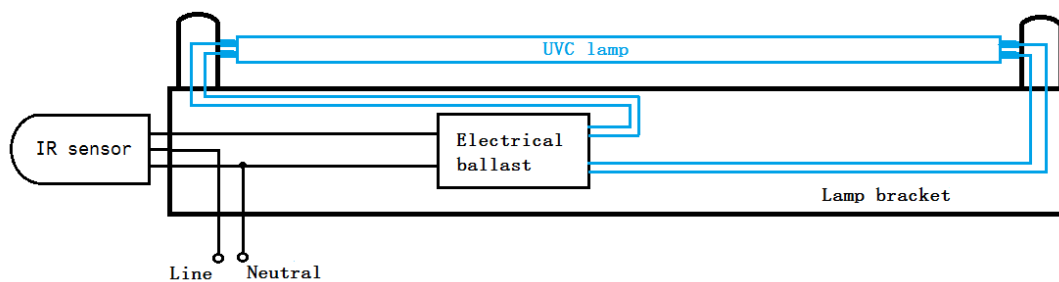 UVC lamp
IR sensor
Electrical
ballast
Lamp bracket
Line
Neutral